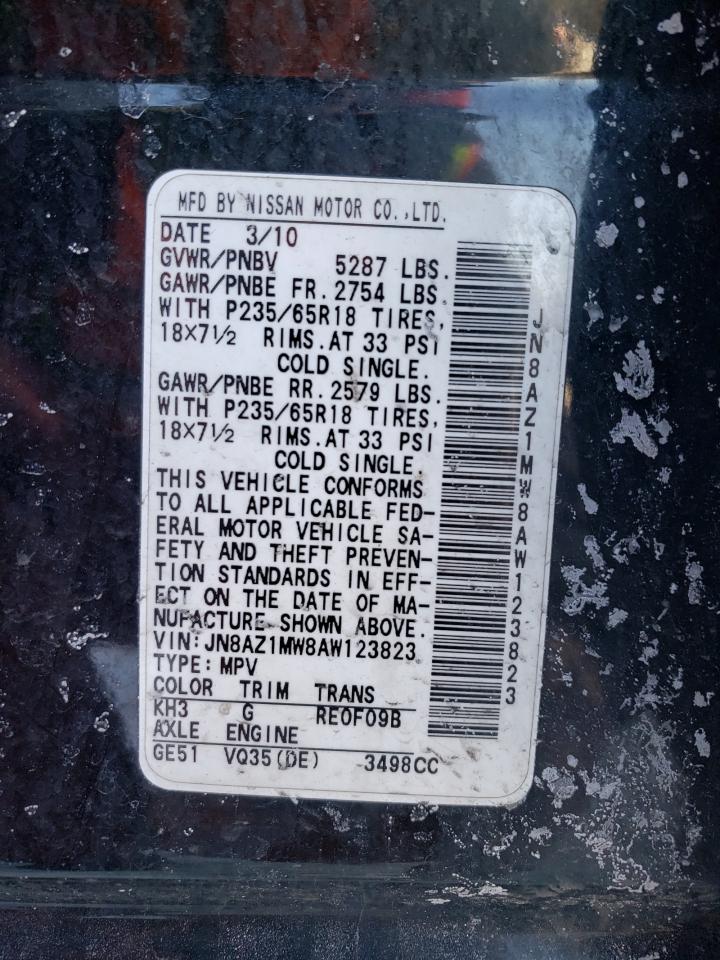 MFD BY NISSAN MOTOR CO.,LTD.
DATE 3/10
GVWR/PNBV 5287 LBS.
GAWR/PNBE FR. 2754 LBS.
WITH P235/65R18 TIRES,
18X7½ RIMS. AT 33 PSI
COLD SINGLE.
GAWR/PNBE RR. 2579 LBS.
WITH P235/65R18 TIRES,
18X7½ RIMS. AT 33 PSI
COLD SINGLE.
THIS VEHICLE CONFORMS
TO ALL APPLICABLE FED-
ERAL MOTOR VEHICLE SA-
FETY AND THEFT PREVEN-
TION STANDARDS IN EFF-
ECT ON THE DATE OF MA-
NUFACTURE SHOWN ABOVE.
VIN: JN8AZ1MW8AW123823
TYPE: MPV
COLOR TRIM TRANS
KH3 G RE0F09B
AXLE ENGINE
GE51 VQ35(DE) 3498CC
JN8AZ1MW8AW123823